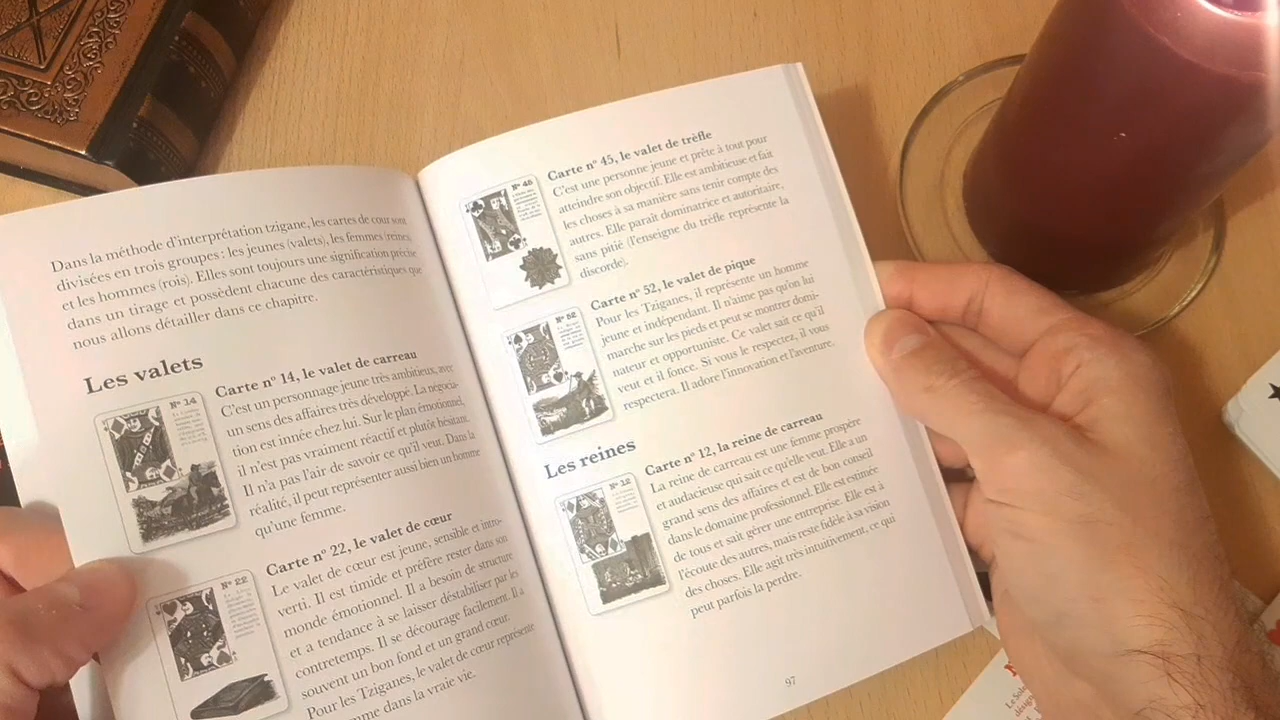 Dans la méthode d'interprétation tzigane, les cartes de cour sont
divisées en trois groupes : les jeunes (valets), les femmes (reines)
et les hommes (rois). Elles sont toujours une signification précise
dans un tirage et possèdent chacune des caractéristiques que
nous allons détailler dans ce chapitre.
Les valets
Carte nº 14, le valet de carreau
C'est un personnage jeune très ambitieux, avec
un sens des affaires très développé. La négocia-
tion est innée chez lui. Sur le plan émotionnel,
il n'est pas vraiment réactif et plutôt hésitant.
Il n'a pas l'air de savoir ce qu'il veut. Dans la
réalité, il peut représenter aussi bien un homme
qu'une femme.
Nº 14
Carte nº 22, le valet de cœur
Le valet de cœur est jeune, sensible et intro-
verti. Il est timide et préfère rester dans son
monde émotionnel. Il a besoin de structure
et a tendance à se laisser déstabiliser par les
contretemps. Il se décourage facilement. Il a
souvent un bon fond et un grand cœur.
Pour les Tziganes, le valet de cœur représente
dans la vraie vie.
Nº 22
Carte nº 45, le valet de trèfle
C'est une personne jeune et prête à tout pour
atteindre son objectif. Elle est ambitieuse et fait
les choses à sa manière sans tenir compte des
autres. Elle paraît dominatrice et autoritaire,
sans pitié (l'enseigne du trèfle représente la
discorde).
Nº 45
Carte nº 52, le valet de pique
Pour les Tziganes, il représente un homme
jeune et indépendant. Il n'aime pas qu'on lui
marche sur les pieds et peut se montrer domi-
nateur et opportuniste. Ce valet sait ce qu'il
veut et il fonce. Si vous le respectez, il vous
respectera. Il adore l'innovation et l'aventure.
Nº 52
Les reines
Carte nº 12, la reine de carreau
La reine de carreau est une femme prospère
et audacieuse qui sait ce qu'elle veut. Elle a un
grand sens des affaires et est de bon conseil
dans le domaine professionnel. Elle est estimée
de tous et sait gérer une entreprise. Elle est à
l'écoute des autres, mais reste fidèle à sa vision
des choses. Elle agit très intuitivement, ce qui
peut parfois la perdre.
Nº 12
97